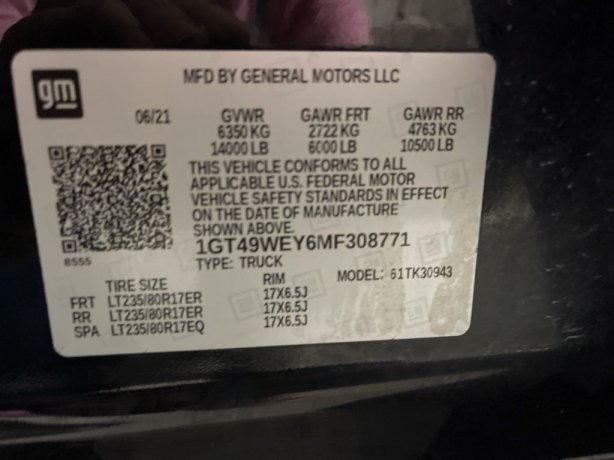 gm
MFD BY GENERAL MOTORS LLC
06/21 GVWR GAWR FRT GAWR RR
6350 KG 2722 KG 4763 KG
14000 LB 6000 LB 10500 LB
THIS VEHICLE CONFORMS TO ALL
APPLICABLE U.S. FEDERAL MOTOR
VEHICLE SAFETY STANDARDS IN EFFECT
ON THE DATE OF MANUFACTURE
SHOWN ABOVE.
8555
1GT49WEY6MF308771
TYPE: TRUCK MODEL: 61TK30943
TIRE SIZE RIM
FRT LT235/80R17ER 17X6.5J
RR LT235/80R17ER 17X6.5J
SPA LT235/80R17EQ 17X6.5J